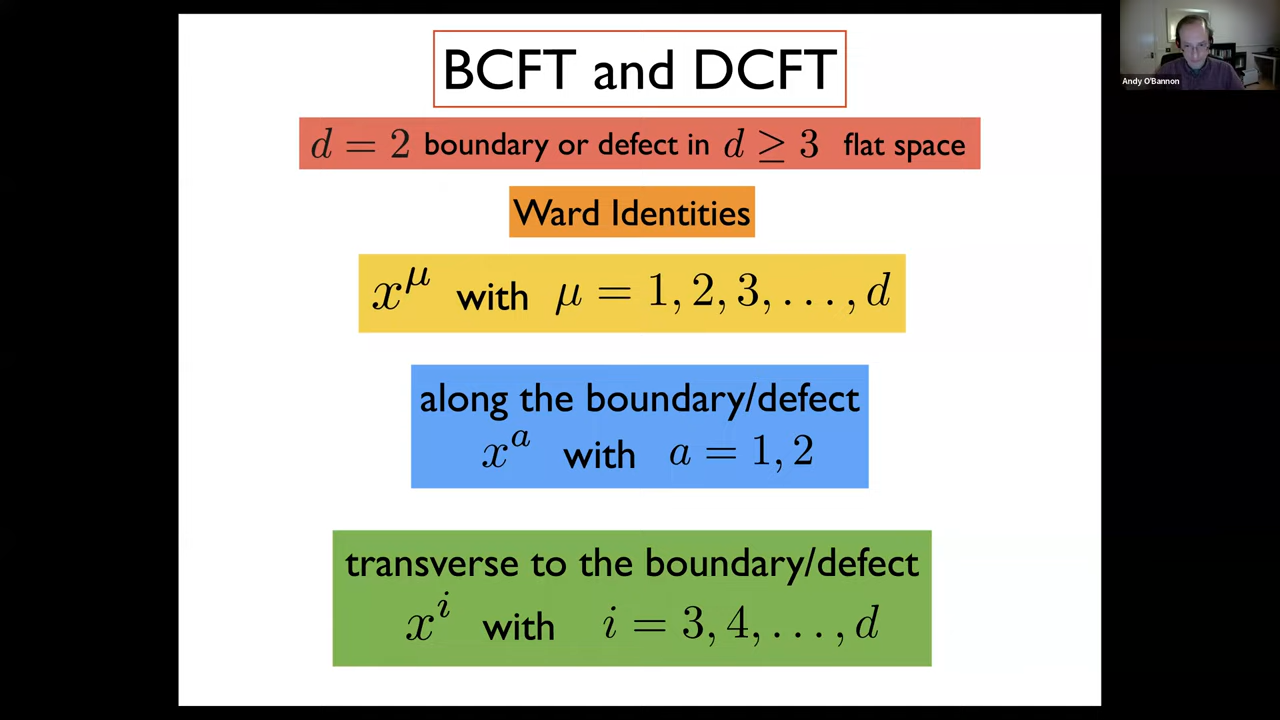 BCFT and DCFT
d = 2 boundary or defect in d ≥ 3 flat space
Ward Identities
x^μ with μ = 1, 2, 3, . . . , d
along the boundary/defect
x^a with a = 1, 2
transverse to the boundary/defect
x^i with i = 3, 4, . . . , d
Andy O'Bannon